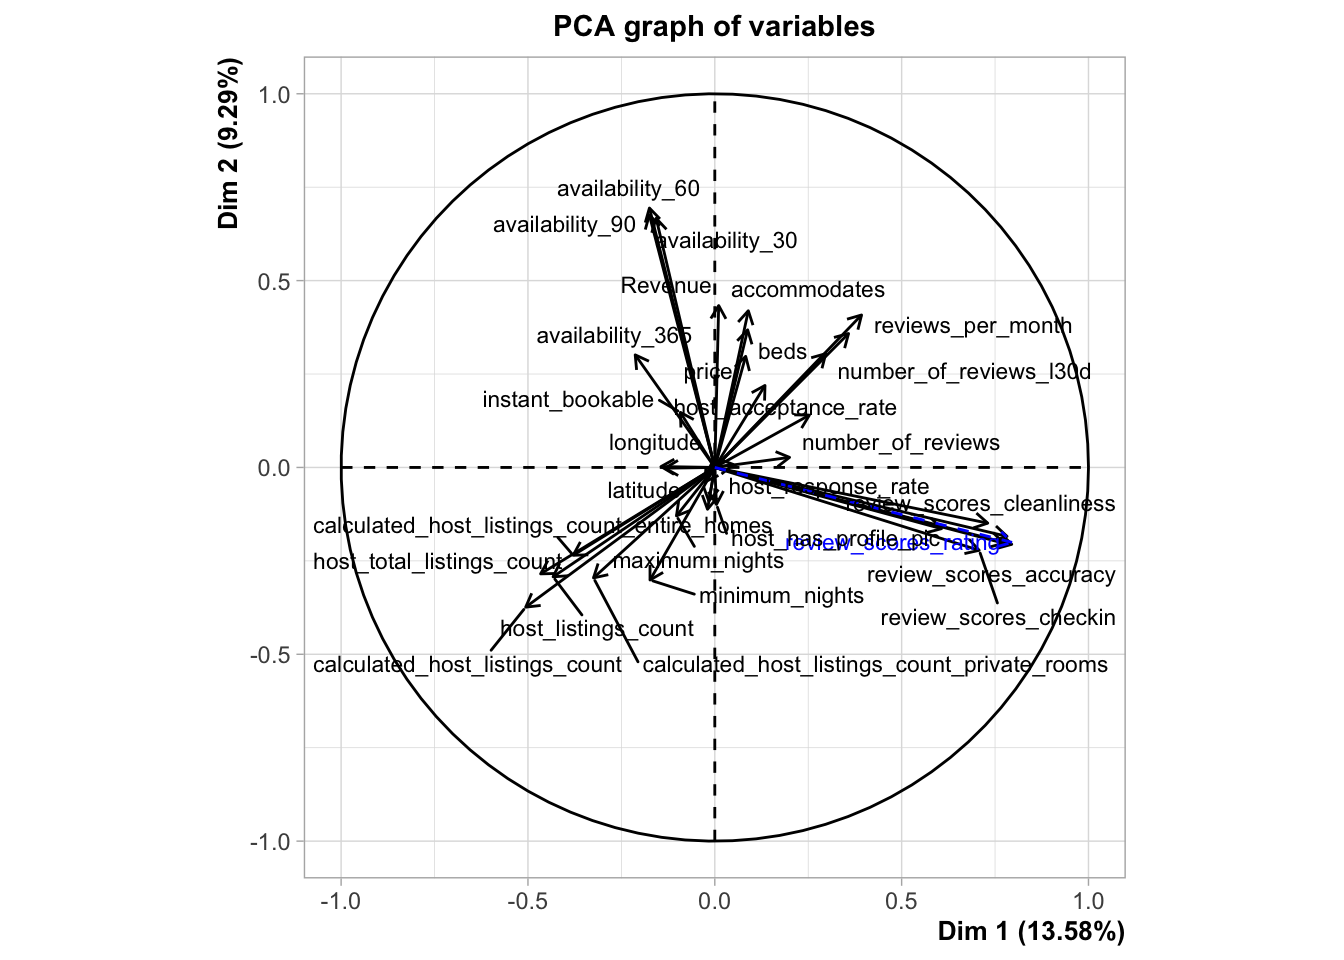 PCA graph of variables
Dim 2 (9.29%)
1.0
0.5
0.0
-0.5
-1.0
availability_60
availability_90
availability_30
Revenue
accommodates
reviews_per_month
availability_365
beds
price
number_of_reviews_l30d
instant_bookable
host_acceptance_rate
longitude
number_of_reviews
latitude
host_response_rate
review_scores_cleanliness
calculated_host_listings_count_entire_homes
host_has_profile_pic
review_scores_rating
host_total_listings_count
maximum_nights
review_scores_accuracy
minimum_nights
review_scores_checkin
host_listings_count
calculated_host_listings_count
calculated_host_listings_count_private_rooms
-1.0
-0.5
0.0
0.5
1.0
Dim 1 (13.58%)